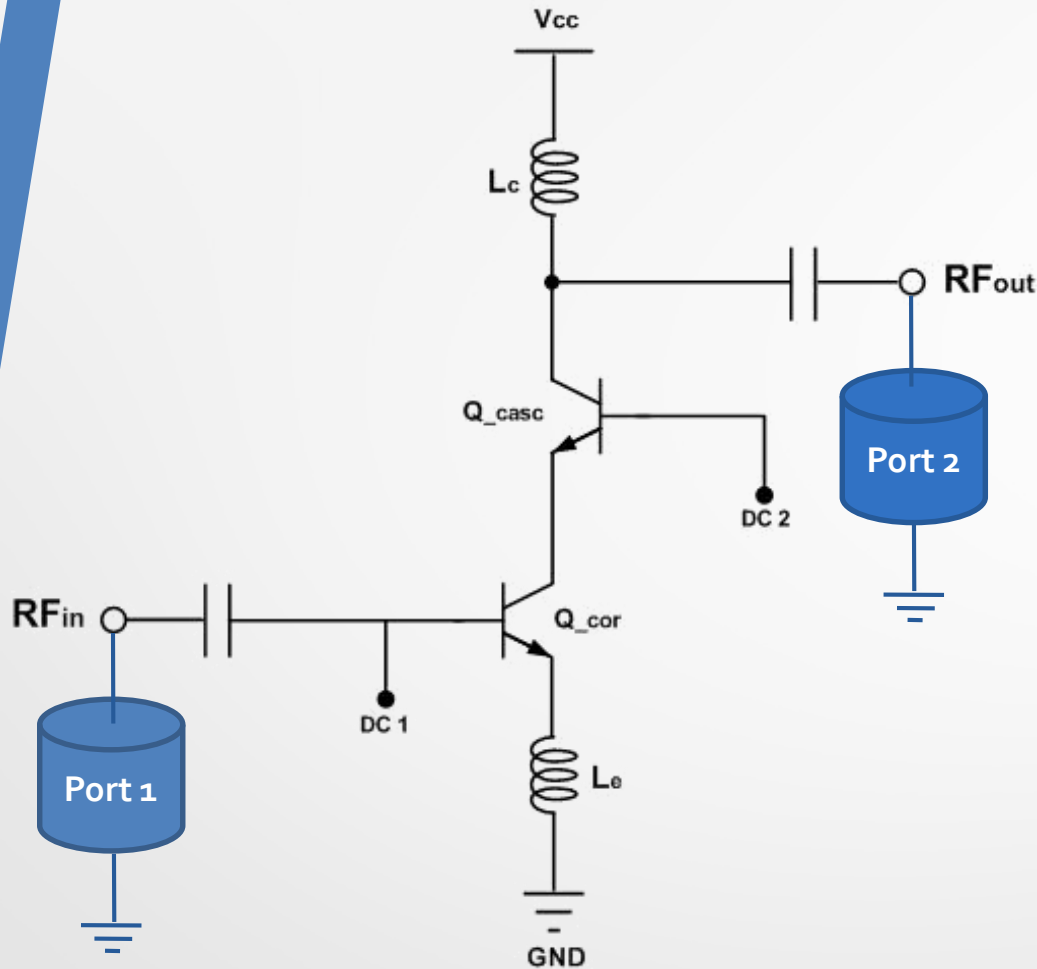 Vcc
Lc
RFout
Q_casc
Port 2
DC 2
RFin
Q_cor
DC 1
Port 1
Le
GND